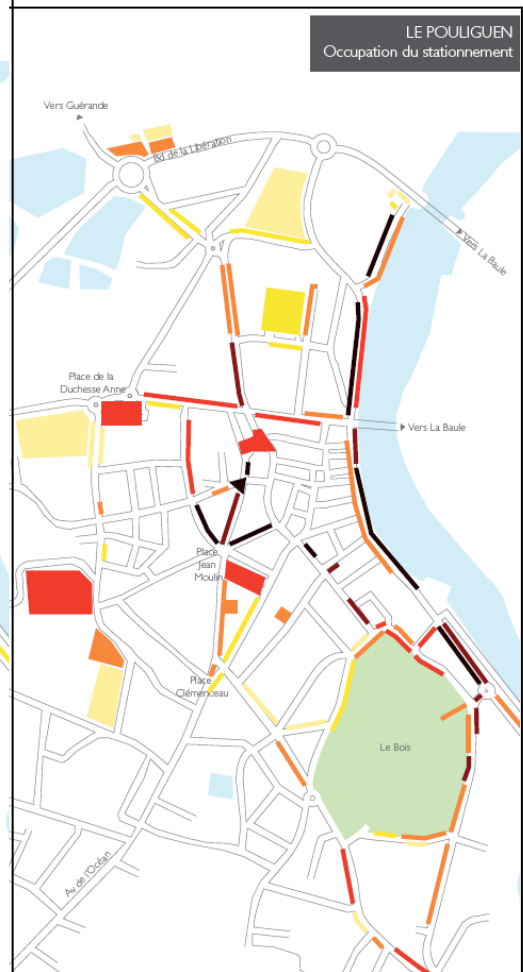 LE POULIGUEN
Occupation du stationnement
Vers Guérande
Bd de la Libération
Vers La Baule
Place de la
Duchesse Anne
Vers La Baule
Place
Jean
Moulin
Place
Clémenceau
Le Bois
Av de l'Océan